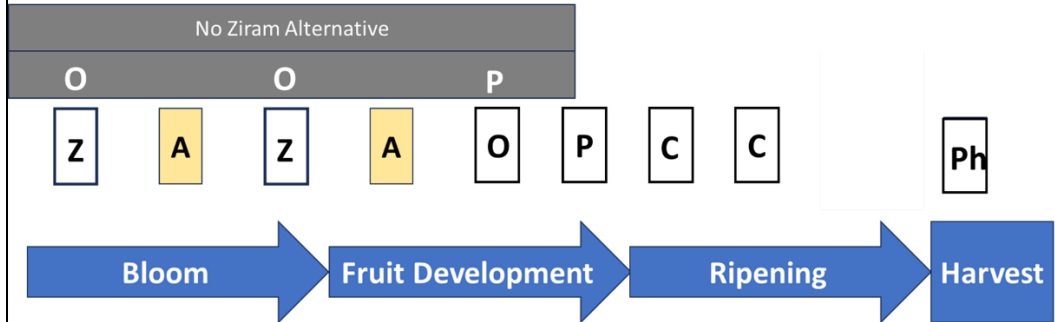 No Ziram Alternative
O O P
Z A Z A O P C C Ph
Bloom Fruit Development Ripening Harvest